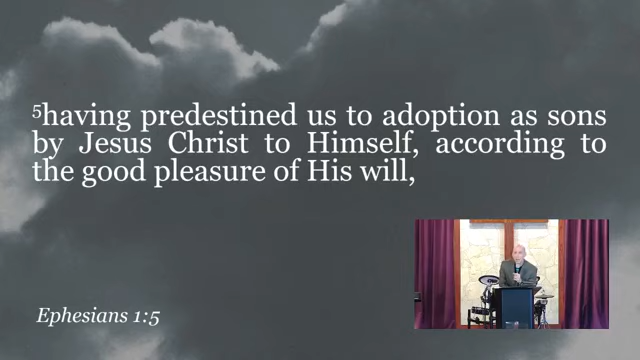 ⁵having predestined us to adoption as sons
by Jesus Christ to Himself, according to
the good pleasure of His will,
Ephesians 1:5